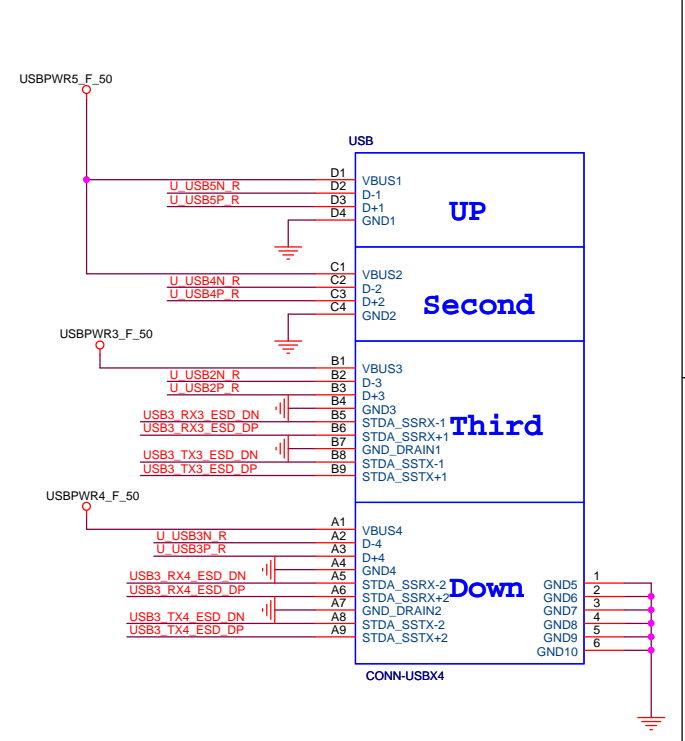 USBPWR5_F_50
USB
D1 VBUS1
U_USB5N_R D2 D-1
U_USB5P_R D3 D+1
D4 GND1
UP
C1 VBUS2
U_USB4N_R C2 D-2
U_USB4P_R C3 D+2
C4 GND2
Second
USBPWR3_F_50
B1 VBUS3
U_USB2N_R B2 D-3
U_USB2P_R B3 D+3
B4 GND3
USB3_RX3_ESD_DN B5 STDA_SSRX-1
USB3_RX3_ESD_DP B6 STDA_SSRX+1
B7 GND_DRAIN1
USB3_TX3_ESD_DN B8 STDA_SSTX-1
USB3_TX3_ESD_DP B9 STDA_SSTX+1
Third
USBPWR4_F_50
A1 VBUS4
U_USB3N_R A2 D-4
U_USB3P_R A3 D+4
A4 GND4
USB3_RX4_ESD_DN A5 STDA_SSRX-2
USB3_RX4_ESD_DP A6 STDA_SSRX+2
A7 GND_DRAIN2
USB3_TX4_ESD_DN A8 STDA_SSTX-2
USB3_TX4_ESD_DP A9 STDA_SSTX+2
Down
GND5 1
GND6 2
GND7 3
GND8 4
GND9 5
GND10 6
CONN-USBX4